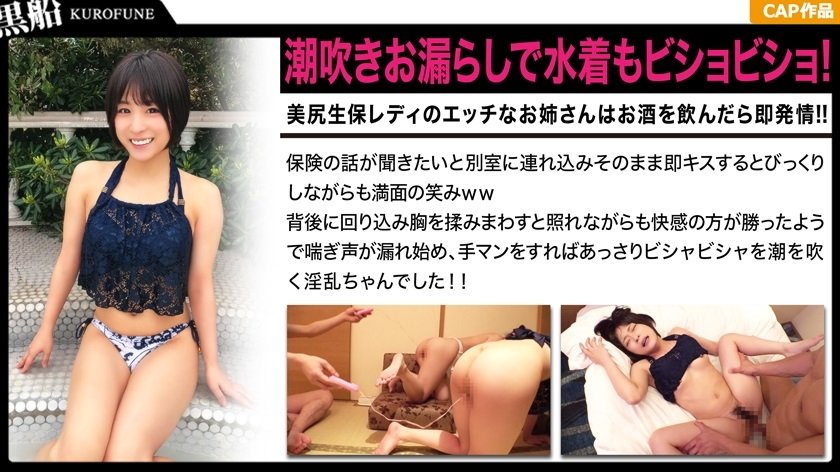 黒船 KUROFUNE
CAP作品
潮吹きお漏らしで水着もビショビショ!
美尻生保レディのエッチなお姉さんはお酒を飲んだら即発情!!
保険の話が聞きたいと別室に連れ込みそのまま即キスするとびっくり
しながらも満面の笑みｗｗ
背後に回り込み胸を揉みまわすと照れながらも快感の方が勝ったよう
で喘ぎ声が漏れ始め、手マンをすればあっさりビシャビシャを潮を吹
く淫乱ちゃんでした！！